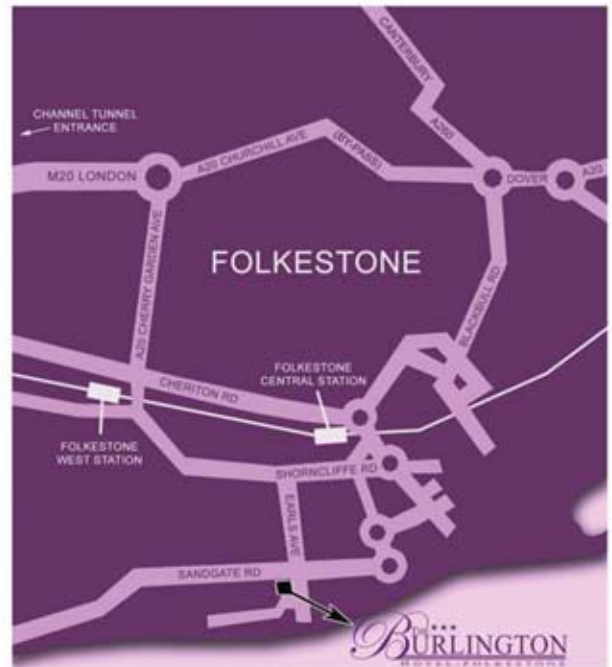 CANTERBURY
A260
CHANNEL TUNNEL
ENTRANCE
A20 CHURCHILL AVE
(BY-PASS)
M20 LONDON
DOVER
A20
FOLKESTONE
A20 CHERRY GARDEN AVE
BLACKBULL RD
FOLKESTONE
CENTRAL STATION
CHERITON RD
FOLKESTONE
WEST STATION
SHORNCLIFFE RD
EARLS AVE
SANDGATE RD
THE ***
BURLINGTON
HOTEL FOLKESTONE